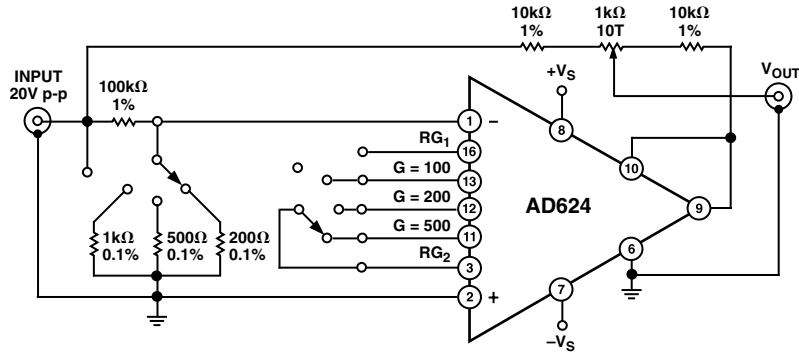 10kΩ
1%
1kΩ
10T
10kΩ
1%
INPUT
20V p-p
100kΩ
1%
+VS
VOUT
1
–
8
RG1
16
10
G = 100
13
G = 200
12
AD624
9
G = 500
11
1kΩ
0.1%
500Ω
0.1%
200Ω
0.1%
RG2
3
6
2
+
7
–VS